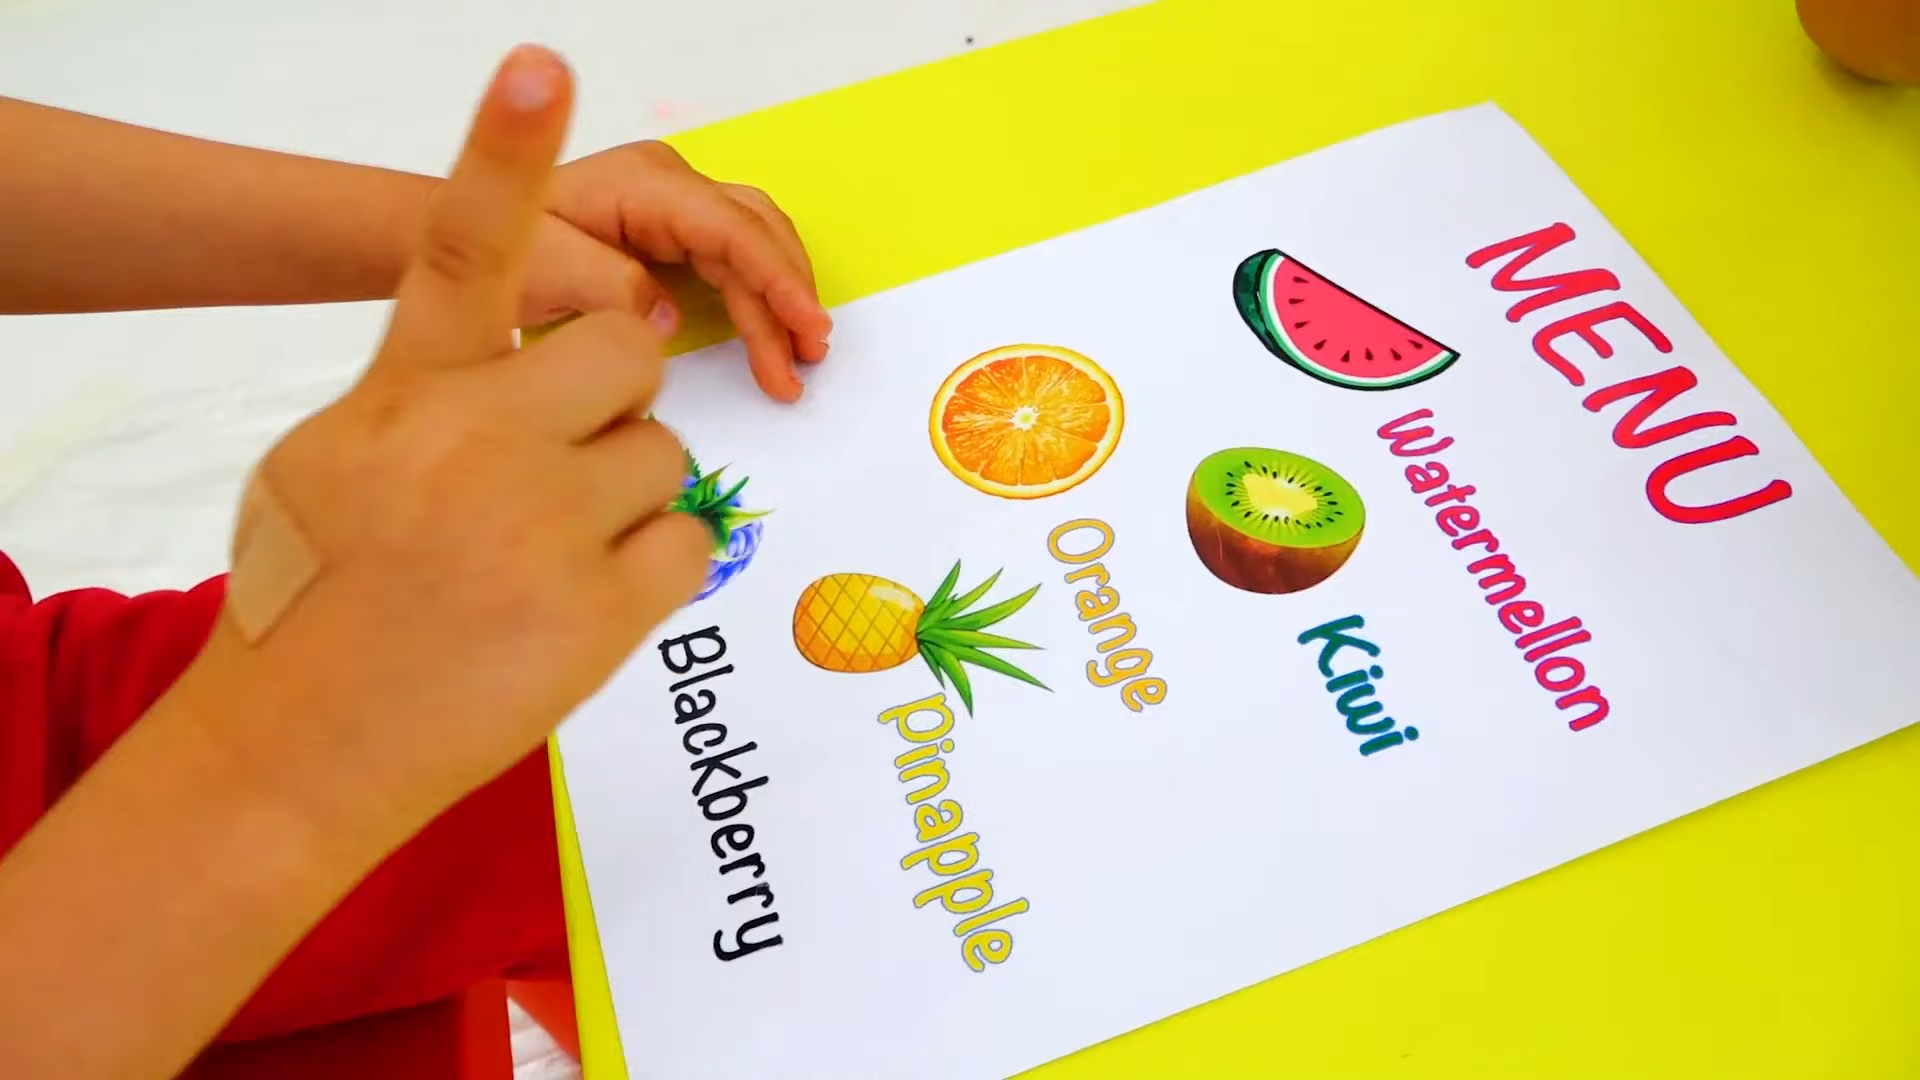 MENU
Watermellon
Kiwi
Orange
pinapple
Blackberry